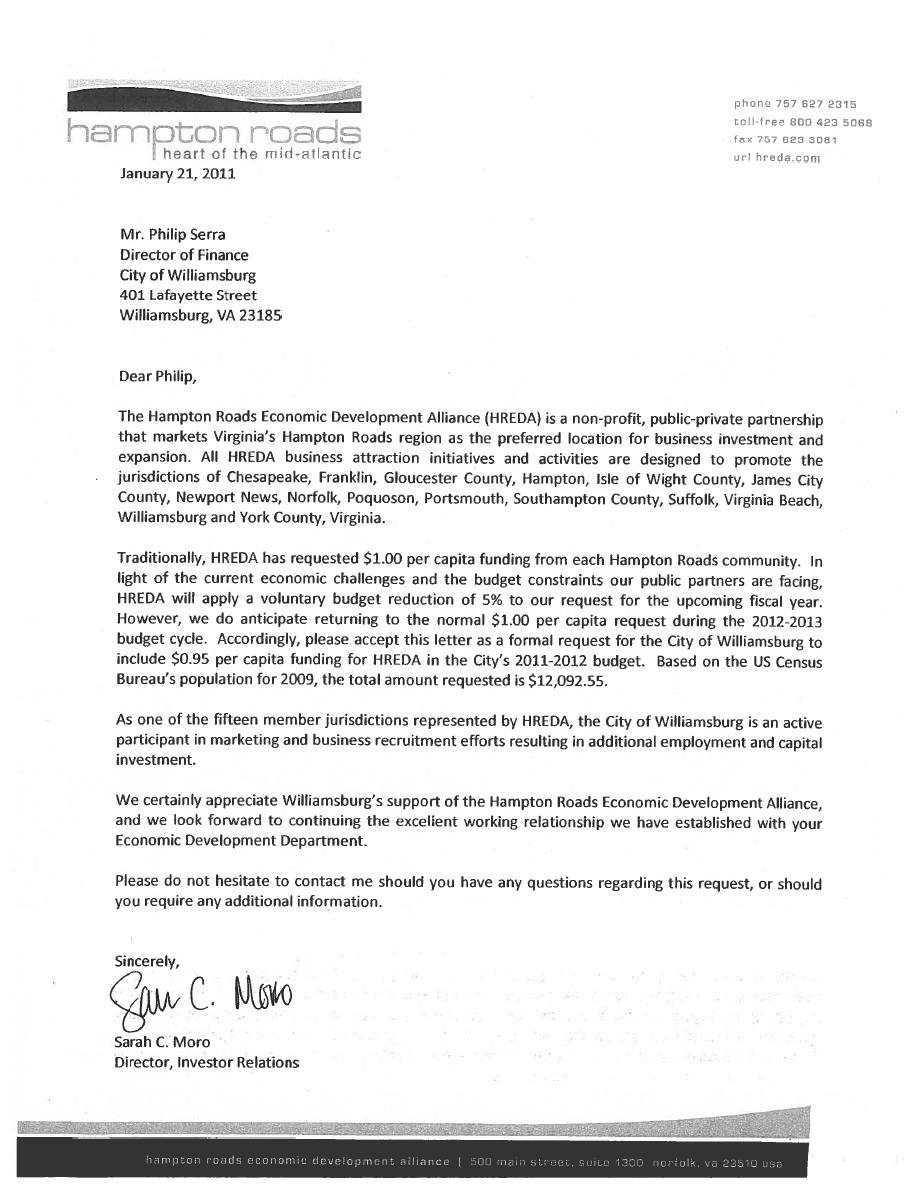 hampton roads
heart of the mid-atlantic
phone 757 627 2315
toll-free 800 423 5068
fax 757 623 3081
url hreda.com
January 21, 2011
Mr. Philip Serra
Director of Finance
City of Williamsburg
401 Lafayette Street
Williamsburg, VA 23185
Dear Philip,
The Hampton Roads Economic Development Alliance (HREDA) is a non-profit, public-private partnership
that markets Virginia's Hampton Roads region as the preferred location for business investment and
expansion. All HREDA business attraction initiatives and activities are designed to promote the
jurisdictions of Chesapeake, Franklin, Gloucester County, Hampton, Isle of Wight County, James City
County, Newport News, Norfolk, Poquoson, Portsmouth, Southampton County, Suffolk, Virginia Beach,
Williamsburg and York County, Virginia.
Traditionally, HREDA has requested $1.00 per capita funding from each Hampton Roads community. In
light of the current economic challenges and the budget constraints our public partners are facing,
HREDA will apply a voluntary budget reduction of 5% to our request for the upcoming fiscal year.
However, we do anticipate returning to the normal $1.00 per capita request during the 2012-2013
budget cycle. Accordingly, please accept this letter as a formal request for the City of Williamsburg to
include $0.95 per capita funding for HREDA in the City's 2011-2012 budget. Based on the US Census
Bureau's population for 2009, the total amount requested is $12,092.55.
As one of the fifteen member jurisdictions represented by HREDA, the City of Williamsburg is an active
participant in marketing and business recruitment efforts resulting in additional employment and capital
investment.
We certainly appreciate Williamsburg's support of the Hampton Roads Economic Development Alliance,
and we look forward to continuing the excellent working relationship we have established with your
Economic Development Department.
Please do not hesitate to contact me should you have any questions regarding this request, or should
you require any additional information.
Sincerely,
Sarah C. Moro
Sarah C. Moro
Director, Investor Relations
hampton roads economic development alliance | 500 main street, suite 1300 norfolk, va 23510 usa